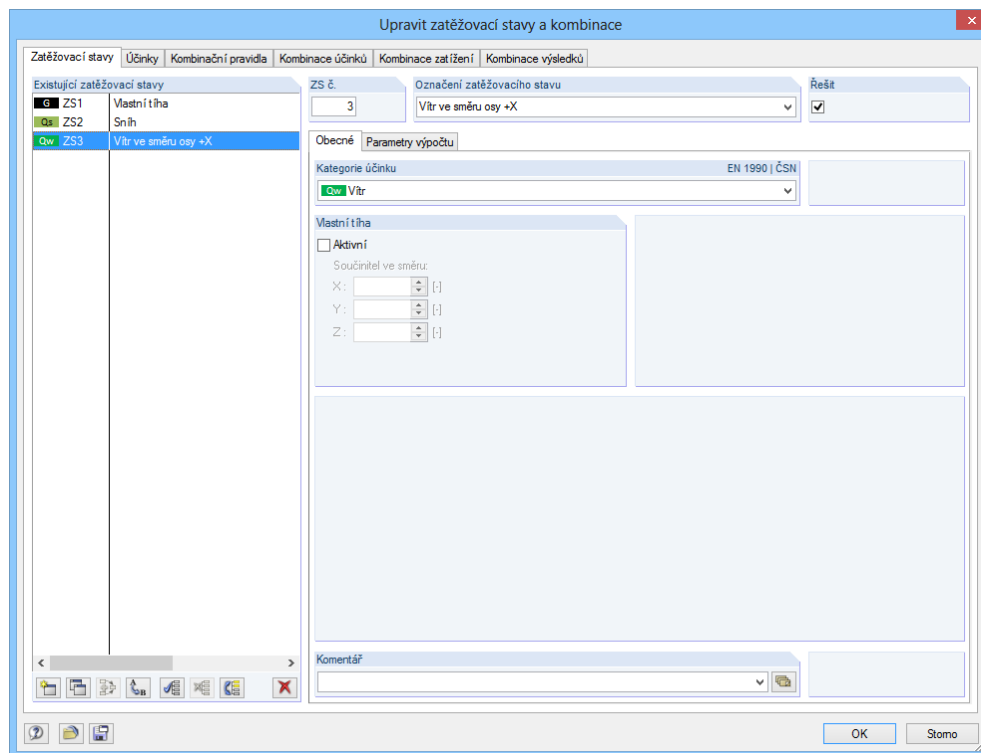 Upravit zatěžovací stavy a kombinace
Zatěžovací stavy Účinky Kombinační pravidla Kombinace účinků Kombinace zatížení Kombinace výsledků
Existující zatěžovací stavy
G ZS1 Vlastní tíha
Qs ZS2 Sníh
Qw ZS3 Vítr ve směru osy +X
ZS č.
3
Označení zatěžovacího stavu
Vítr ve směru osy +X
Řešit
Obecné Parametry výpočtu
Kategorie účinku EN 1990 | ČSN
Qw Vítr
Vlastní tíha
Aktivní
Součinitel ve směru:
X: [-]
Y: [-]
Z: [-]
Komentář
OK Storno